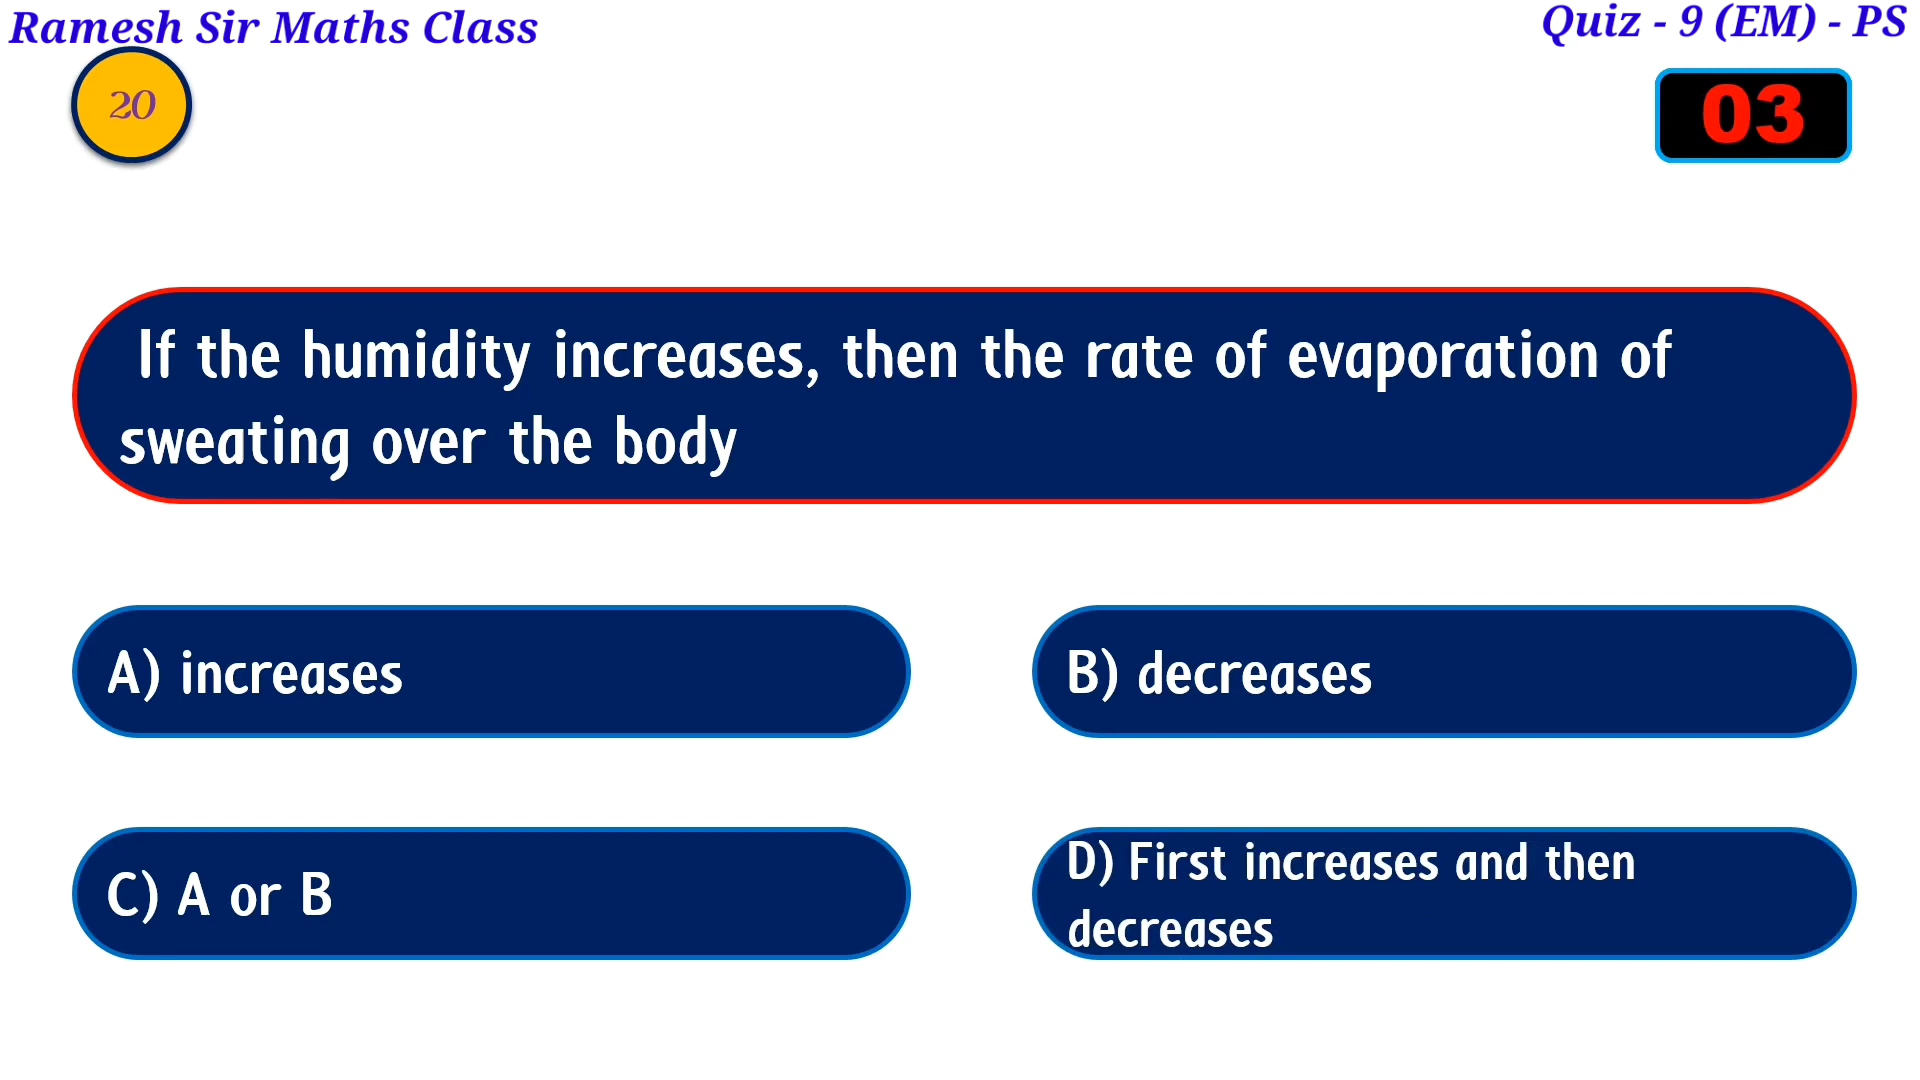 Ramesh Sir Maths Class
Quiz - 9 (EM) - PS
20
03
If the humidity increases, then the rate of evaporation of
sweating over the body
A) increases
B) decreases
C) A or B
D) First increases and then
decreases